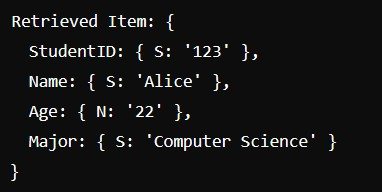 Retrieved Item: {
  StudentID: { S: '123' },
  Name: { S: 'Alice' },
  Age: { N: '22' },
  Major: { S: 'Computer Science' }
}